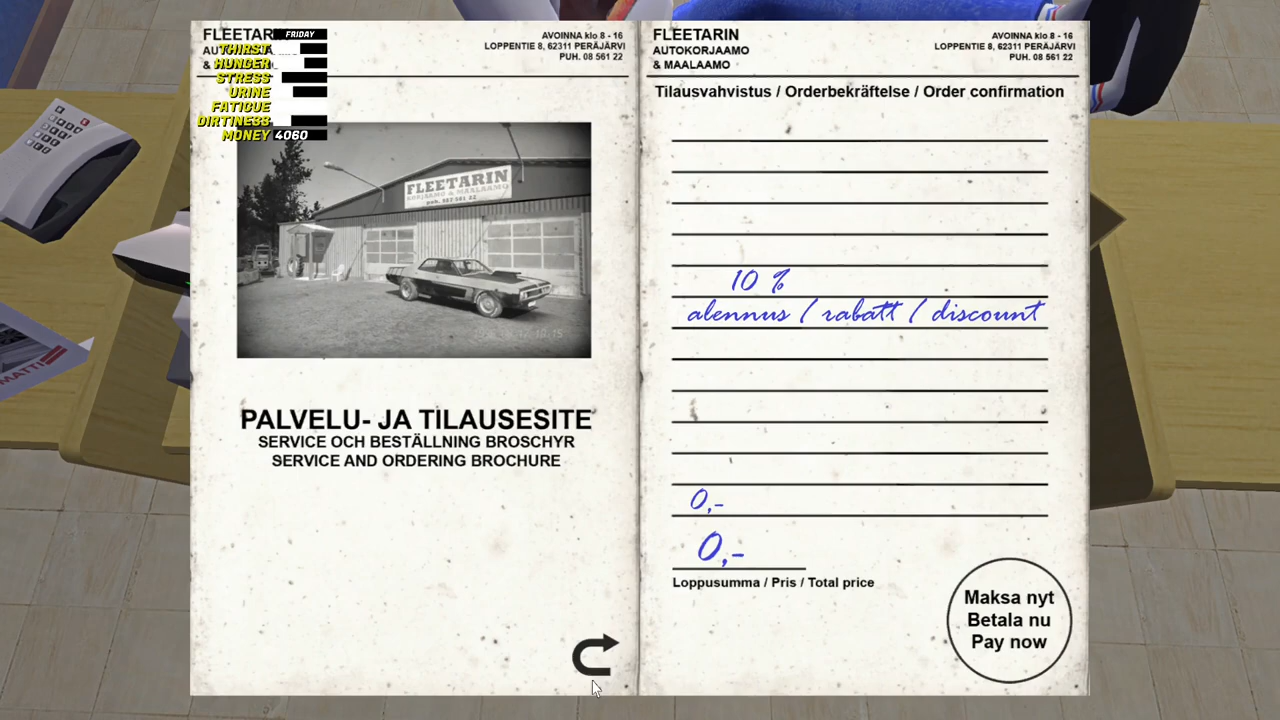 FLEETARIN
AVOINNA klo 8 - 16
LOPPENTIE 8, 62311 PERÄJÄRVI
&
PUH. 08 561 22
FRIDAY
THIRST
HUNGER
STRESS
URINE
FATIGUE
DIRTINESS
MONEY 4060
FLEETARIN
KORJAAMO & MAALAAMO
PALVELU- JA TILAUSESITE
SERVICE OCH BESTÄLLNING BROSCHYR
SERVICE AND ORDERING BROCHURE
FLEETARIN
AUTOKORJAAMO
& MAALAAMO
AVOINNA klo 8 - 16
LOPPENTIE 8, 62311 PERÄJÄRVI
PUH. 08 561 22
Tilausvahvistus / Orderbekräftelse / Order confirmation
10 %
alennus / rabatt / discount
0,-
0,-
Loppusumma / Pris / Total price
Maksa nyt
Betala nu
Pay now
MATTI